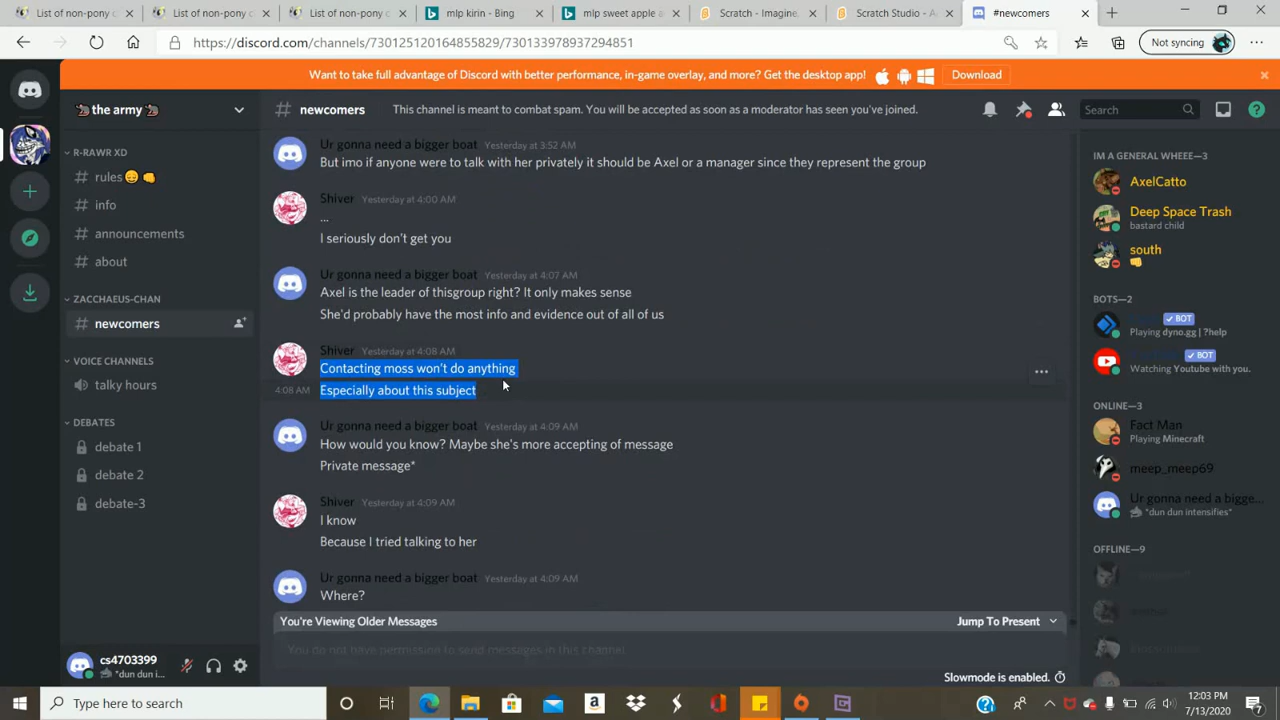 List of non-pony c
List of non-pony c
List of non-pony c
mlp kirin - Bing
mlp sweet apple a
Scratch - Imagine.
Scratch Studio - A
#newcomers
https://discord.com/channels/730125120164855829/730133978937294851
Not syncing
Want to take full advantage of Discord with better performance, in-game overlay, and more? Get the desktop app!
Download
the army
# newcomers
This channel is meant to combat spam. You will be accepted as soon as a moderator has seen you've joined.
Search
R-RAWR XD
# rules
# info
# announcements
# about
ZACCHAEUS-CHAN
# newcomers
VOICE CHANNELS
talky hours
DEBATES
debate 1
debate 2
debate-3
cs4703399
*dun dun i...
Ur gonna need a bigger boat Yesterday at 3:52 AM
But imo if anyone were to talk with her privately it should be Axel or a manager since they represent the group
Shiver Yesterday at 4:00 AM
...
I seriously don't get you
Ur gonna need a bigger boat Yesterday at 4:07 AM
Axel is the leader of thisgroup right? It only makes sense
She'd probably have the most info and evidence out of all of us
Shiver Yesterday at 4:08 AM
Contacting moss won't do anything
4:08 AM Especially about this subject
Ur gonna need a bigger boat Yesterday at 4:09 AM
How would you know? Maybe she's more accepting of message
Private message*
Shiver Yesterday at 4:09 AM
I know
Because I tried talking to her
Ur gonna need a bigger boat Yesterday at 4:09 AM
Where?
You're Viewing Older Messages
Jump To Present
You do not have permission to send messages in this channel.
Slowmode is enabled.
IM A GENERAL WHEEE—3
AxelCatto
Deep Space Trash
bastard child
south
BOTS—2
BOT
Playing dyno.gg | ?help
BOT
Watching Youtube with you.
ONLINE—3
Fact Man
Playing Minecraft
meep_meep69
Ur gonna need a bigge...
*dun dun intensifies*
OFFLINE—9
Type here to search
12:03 PM
7/13/2020
7